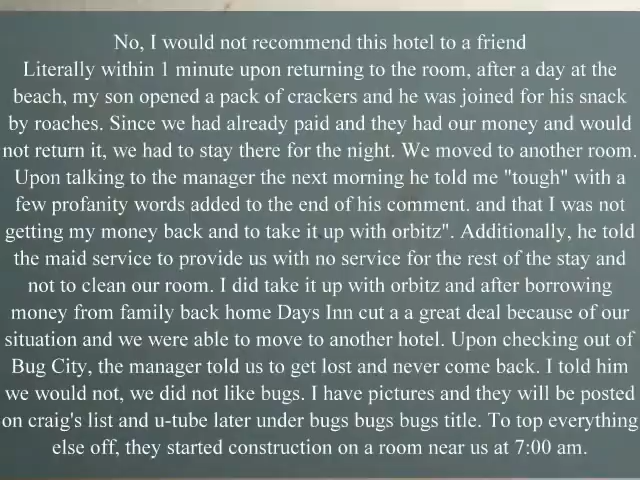 No, I would not recommend this hotel to a friend
Literally within 1 minute upon returning to the room, after a day at the
beach, my son opened a pack of crackers and he was joined for his snack
by roaches. Since we had already paid and they had our money and would
not return it, we had to stay there for the night. We moved to another room.
Upon talking to the manager the next morning he told me "tough" with a
few profanity words added to the end of his comment. and that I was not
getting my money back and to take it up with orbitz". Additionally, he told
the maid service to provide us with no service for the rest of the stay and
not to clean our room. I did take it up with orbitz and after borrowing
money from family back home Days Inn cut a a great deal because of our
situation and we were able to move to another hotel. Upon checking out of
Bug City, the manager told us to get lost and never come back. I told him
we would not, we did not like bugs. I have pictures and they will be posted
on craig's list and u-tube later under bugs bugs bugs title. To top everything
else off, they started construction on a room near us at 7:00 am.